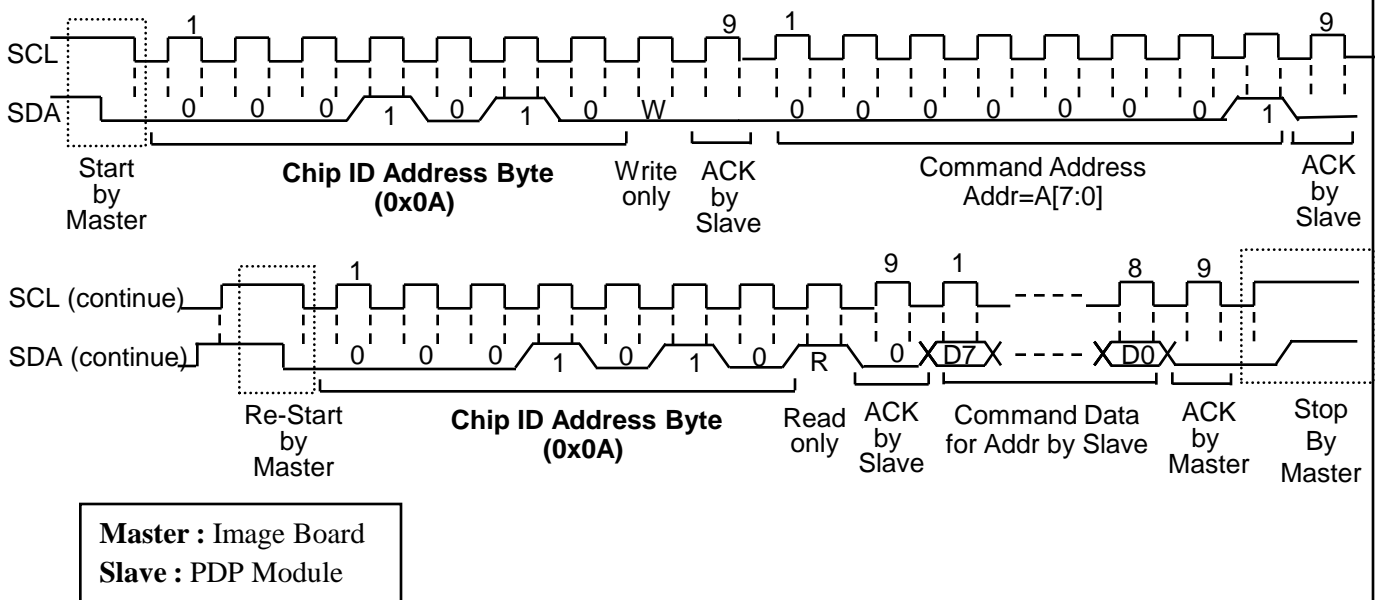 1 9 1 9
SCL
SDA 0 0 0 1 0 1 0 W 0 0 0 0 0 0 0 1
Start by Master
Chip ID Address Byte (0x0A)
Write only
ACK by Slave
Command Address Addr=A[7:0]
ACK by Slave
1 9 1 8 9
SCL (continue)
SDA (continue) 0 0 0 1 0 1 0 R 0 D7 D0
Re-Start by Master
Chip ID Address Byte (0x0A)
Read only
ACK by Slave
Command Data for Addr by Slave
ACK by Master
Stop By Master
Master : Image Board
Slave : PDP Module